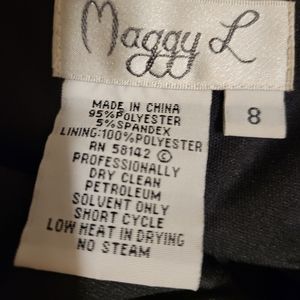 Maggy L
8
MADE IN CHINA
95%POLYESTER
5%SPANDEX
LINING:100%POLYESTER
RN 58142 ©
PROFESSIONALLY
DRY CLEAN
PETROLEUM
SOLVENT ONLY
SHORT CYCLE
LOW HEAT IN DRYING
NO STEAM